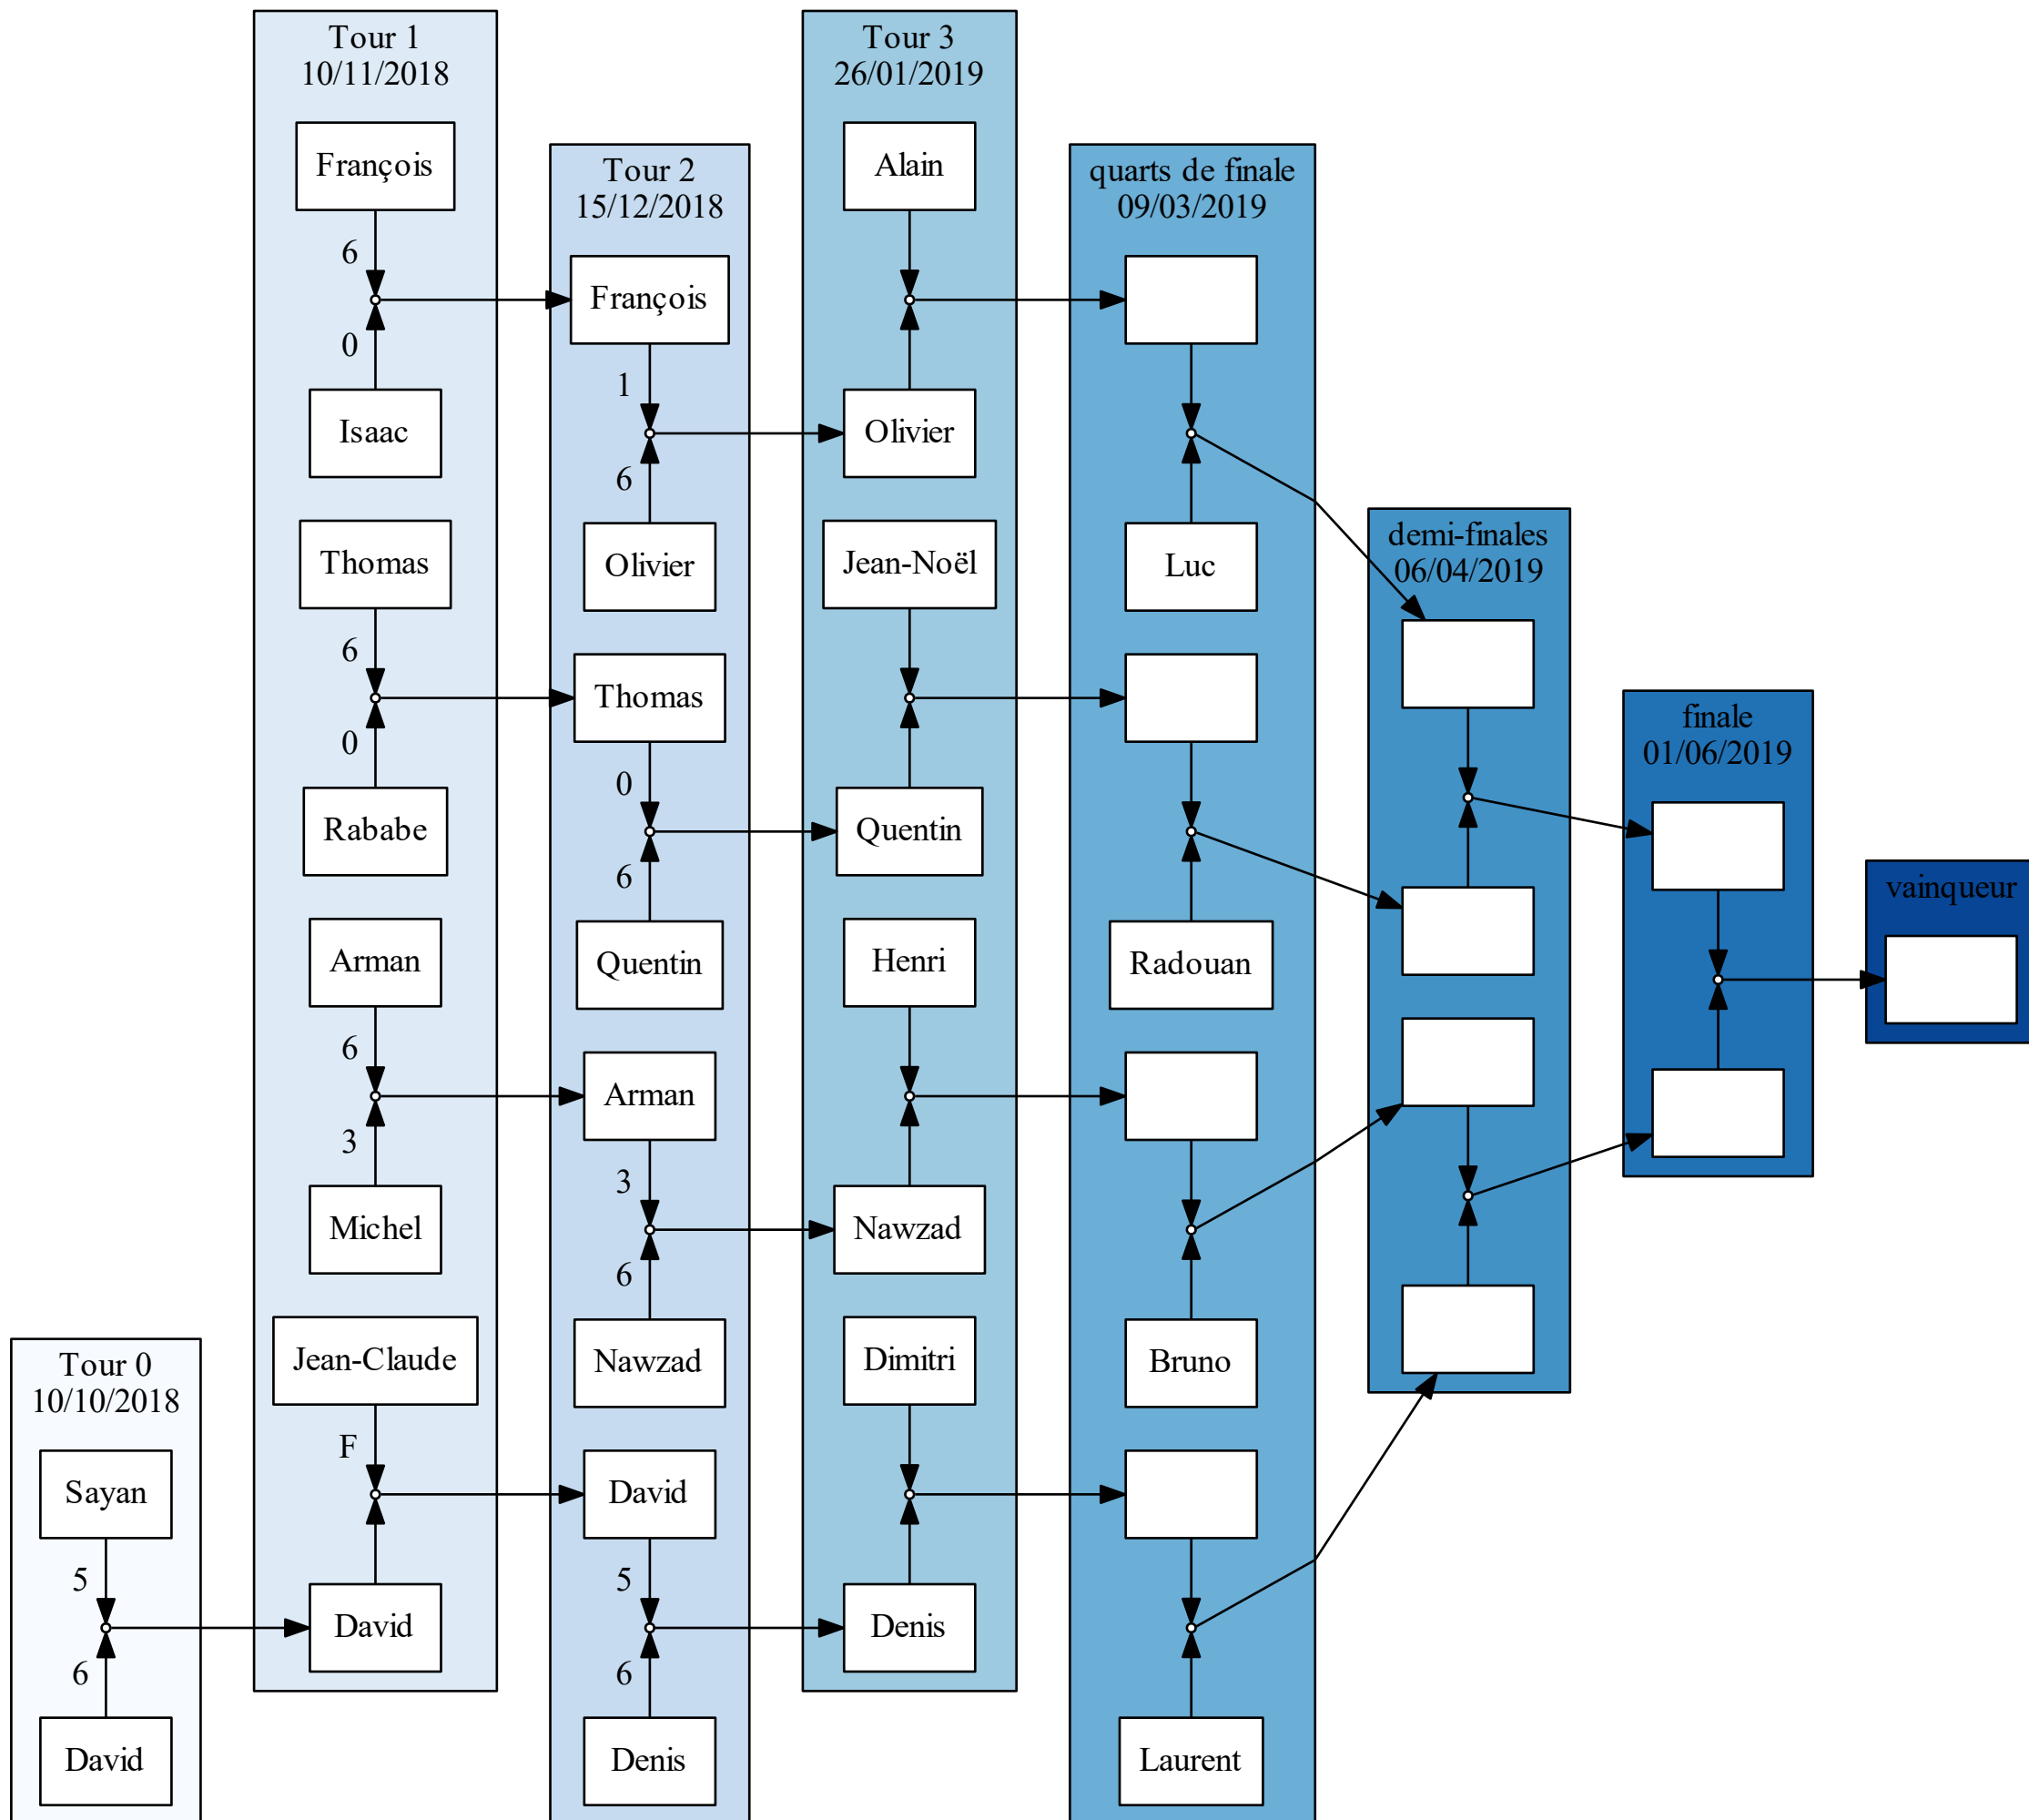 Tour 1
10/11/2018
François
6
0
Isaac
Thomas
6
0
Rababe
Arman
6
3
Michel
Jean-Claude
F
David
Tour 0
10/10/2018
Sayan
5
6
David
Tour 2
15/12/2018
François
1
6
Olivier
Thomas
0
6
Quentin
Arman
3
6
Nawzad
David
5
6
Denis
Tour 3
26/01/2019
Alain
Olivier
Jean-Noël
Quentin
Henri
Nawzad
Dimitri
Denis
quarts de finale
09/03/2019
Luc
Radouan
Bruno
Laurent
demi-finales
06/04/2019
finale
01/06/2019
vainqueur